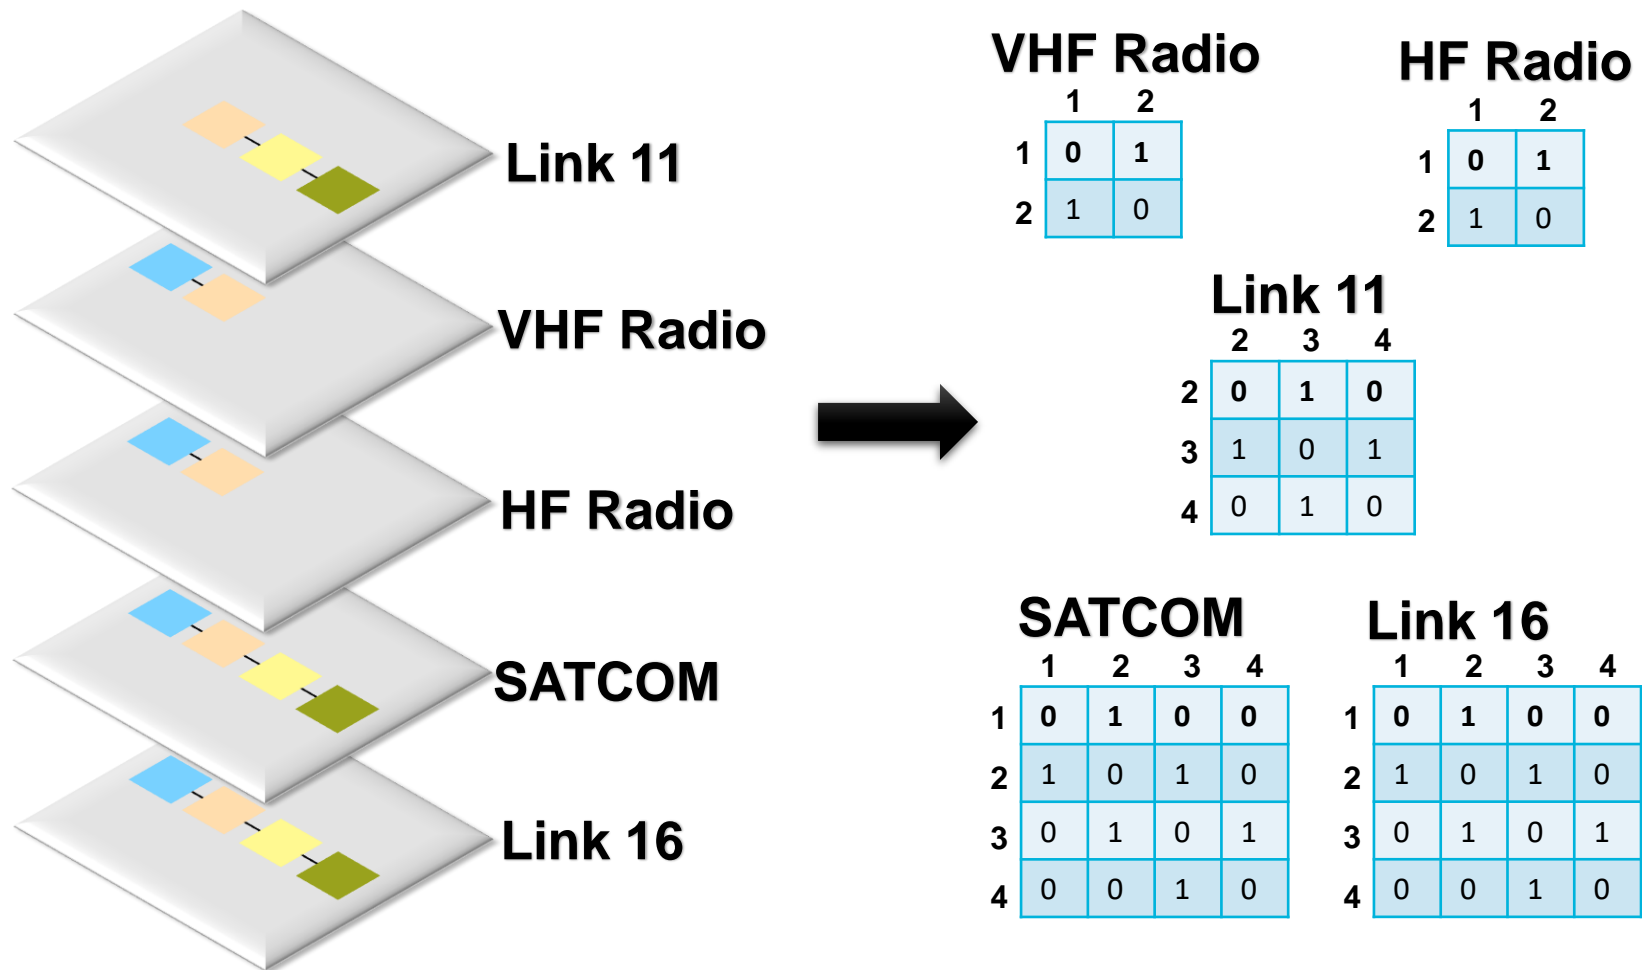 Link 11
VHF Radio
HF Radio
SATCOM
Link 16
VHF Radio
1 2
1 0 1
2 1 0
HF Radio
1 2
1 0 1
2 1 0
Link 11
2 3 4
2 0 1 0
3 1 0 1
4 0 1 0
SATCOM
1 2 3 4
1 0 1 0 0
2 1 0 1 0
3 0 1 0 1
4 0 0 1 0
Link 16
1 2 3 4
1 0 1 0 0
2 1 0 1 0
3 0 1 0 1
4 0 0 1 0